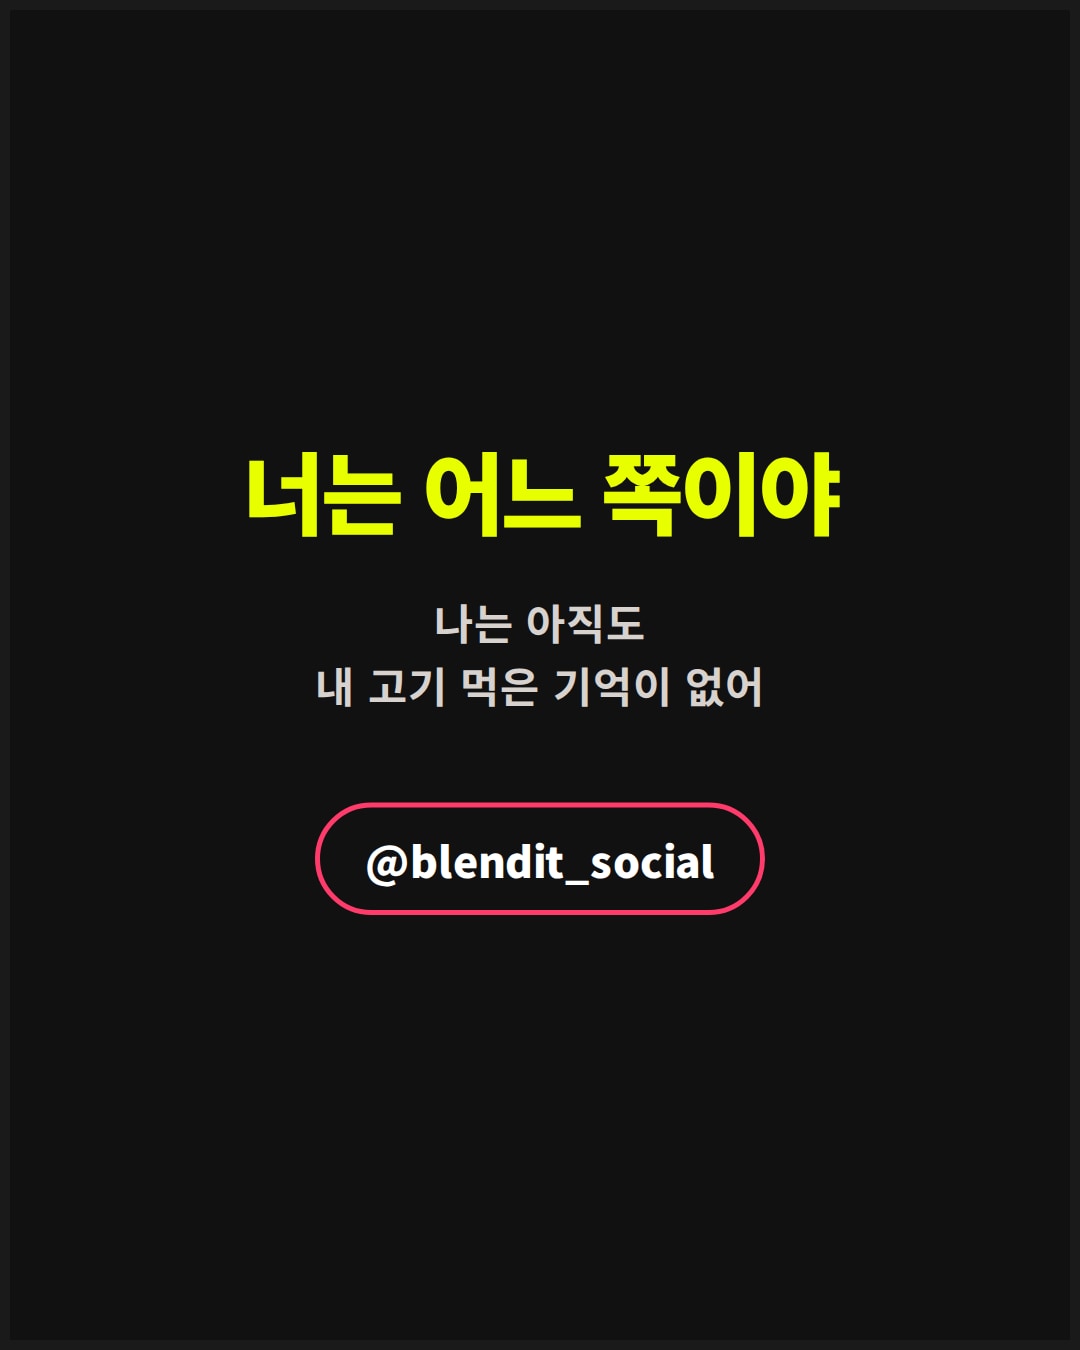 너는 어느 쪽이야
나는 아직도
내 고기 먹은 기억이 없어
@blendit_social